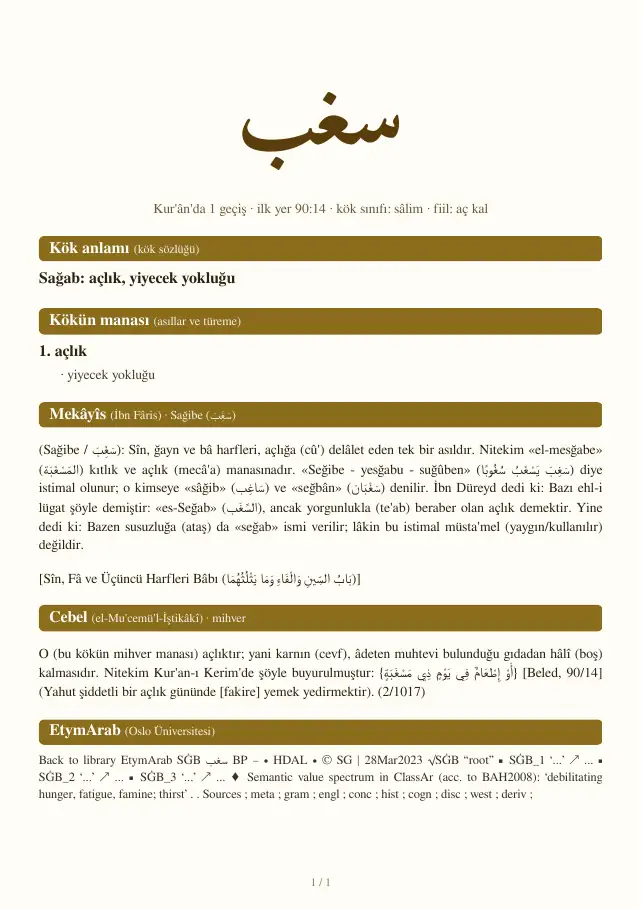 سغب
Kur'ân'da 1 geçiş · ilk yer 90:14 · kök sınıfı: sâlim · fiil: aç kal
Kök anlamı (kök sözlüğü)
Sağab: açlık, yiyecek yokluğu
Kökün manası (asıllar ve türeme)
1. açlık
· yiyecek yokluğu
Mekâyîs (İbn Fâris) · Sağibe (سَغِبَ)
(Sağibe / سَغِبَ): Sîn, ğayn ve bâ harfleri, açlığa (cû') delâlet eden tek bir asıldır. Nitekim «el-mesğabe»
(المَسْغَبَة) kıtlık ve açlık (mecâ'a) manasınadır. «Seğibe - yesğabu - suğûben» (سَغِبَ يَسْغَبُ سُغُوبًا) diye
istimal olunur; o kimseye «sâğib» (سَاغِب) ve «seğbân» (سَغْبَان) denilir. İbn Düreyd dedi ki: Bazı ehl-i
lügat şöyle demiştir: «es-Seğab» (السَّغَب), ancak yorgunlukla (te'ab) beraber olan açlık demektir. Yine
dedi ki: Bazen susuzluğa (ataş) da «seğab» ismi verilir; lâkin bu istimal müsta'mel (yaygın/kullanılır)
değildir.
[Sîn, Fâ ve Üçüncü Harfleri Bâbı (بَابُ السِّينِ وَالْفَاءِ وَمَا يَثْلُثُهُمَا)]
Cebel (el-Mu'cemü'l-İştikâkî) · mihver
O (bu kökün mihver manası) açlıktır; yani karnın (cevf), âdeten muhtevi bulunduğu gıdadan hâlî (boş)
kalmasıdır. Nitekim Kur'an-ı Kerim'de şöyle buyurulmuştur: {أَوْ إِطْعَامٌ فِي يَوْمٍ ذِي مَسْغَبَةٍ} [Beled, 90/14]
(Yahut şiddetli bir açlık gününde [fakire] yemek yedirmektir). (2/1017)
EtymArab (Oslo Üniversitesi)
Back to library EtymArab SĠB سغب BP – • HDAL • © SG | 28Mar2023 √SĠB “root” ▪ SĠB_1 ‘...’ ↗ ... ▪
SĠB_2 ‘...’ ↗ ... ▪ SĠB_3 ‘...’ ↗ ... ♦ Semantic value spectrum in ClassAr (acc. to BAH2008): ‘debilitating
hunger, fatigue, famine; thirst’ . . Sources ; meta ; gram ; engl ; conc ; hist ; cogn ; disc ; west ; deriv ;
1 / 1